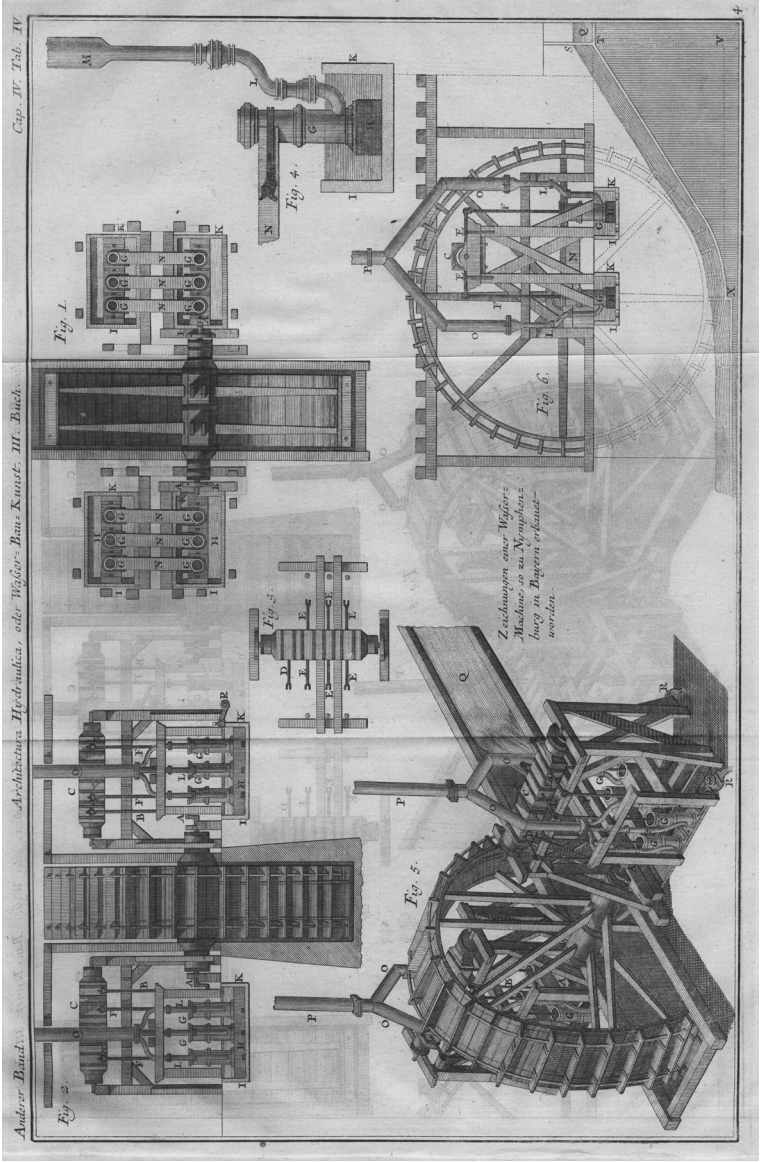 Anderer Band. Architectura Hydraulica, oder Waßer=Bau=Kunst. III. Buch. Cap. IV. Tab. IV.
4
Fig. 1.
Fig. 2.
Fig. 3.
Fig. 4.
Fig. 5.
Fig. 6.
Zeichnungen einer Waßer=
Machine, so zu Nymphen=
burg in Bayern erbauet
worden.